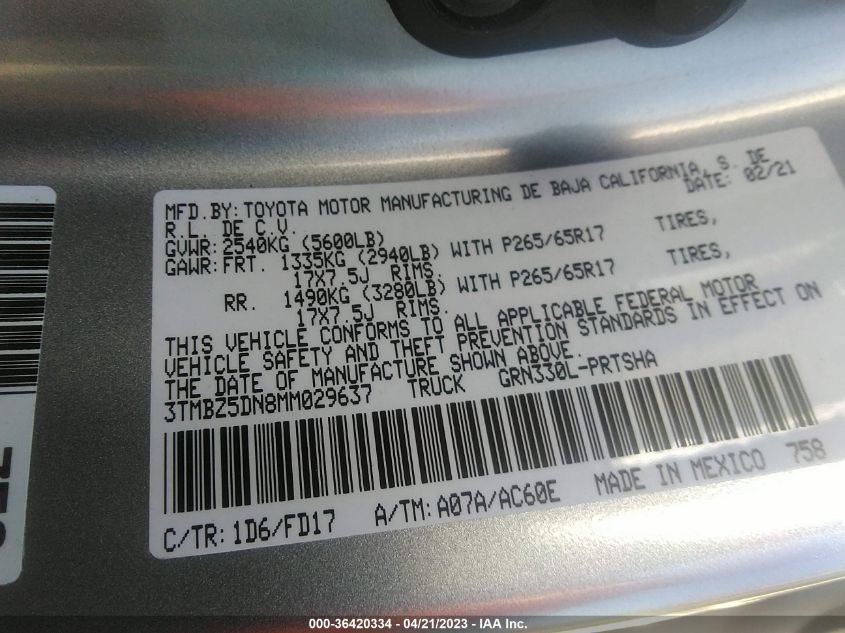 MFD.BY:TOYOTA MOTOR MANUFACTURING DE BAJA CALIFORNIA, S. DE
R.L. DE C.V. DATE: 02/21
GVWR:2540KG (5600LB)
GAWR:FRT. 1335KG (2940LB) WITH P265/65R17 TIRES,
17X7.5J RIMS.
RR. 1490KG (3280LB) WITH P265/65R17 TIRES,
17X7.5J RIMS.
THIS VEHICLE CONFORMS TO ALL APPLICABLE FEDERAL MOTOR
VEHICLE SAFETY AND THEFT PREVENTION STANDARDS IN EFFECT ON
THE DATE OF MANUFACTURE SHOWN ABOVE.
3TMBZ5DN8MM029637 TRUCK GRN330L-PRTSHA
C/TR:1D6/FD17 A/TM:A07A/AC60E MADE IN MEXICO 758
000-36420334 - 04/21/2023 - IAA Inc.